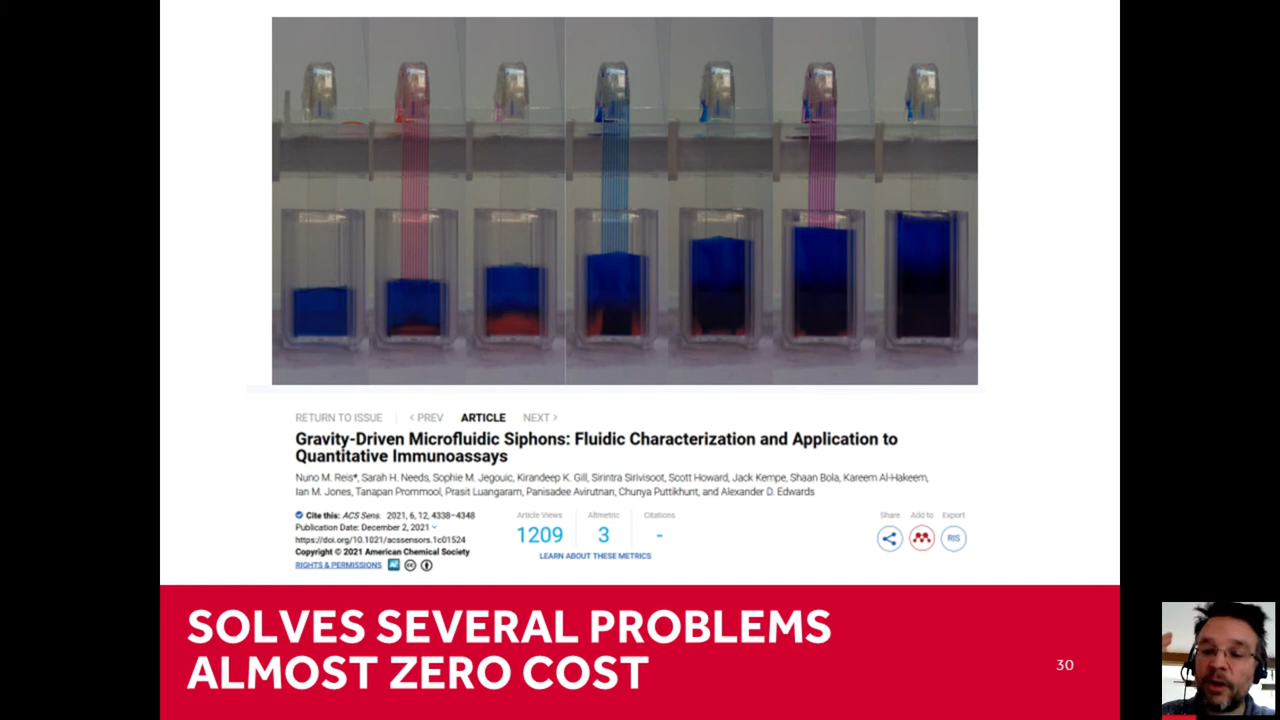 RETURN TO ISSUE < PREV ARTICLE NEXT >
Gravity-Driven Microfluidic Siphons: Fluidic Characterization and Application to
Quantitative Immunoassays
Nuno M. Reis*, Sarah H. Needs, Sophie M. Jegouic, Kirandeep K. Gill, Sirintra Sirivisoot, Scott Howard, Jack Kempe, Shaan Bola, Kareem Al-Hakeem,
Ian M. Jones, Tanapan Prommool, Prasit Luangaram, Panisadee Avirutnan, Chunya Puttikhunt, and Alexander D. Edwards
Cite this: ACS Sens. 2021, 6, 12, 4338–4348
Publication Date: December 2, 2021
https://doi.org/10.1021/acssensors.1c01524
Copyright © 2021 American Chemical Society
RIGHTS & PERMISSIONS
Article Views
1209
Altmetric
3
Citations
-
LEARN ABOUT THESE METRICS
Share
Add to
Export
RIS
SOLVES SEVERAL PROBLEMS
ALMOST ZERO COST
30